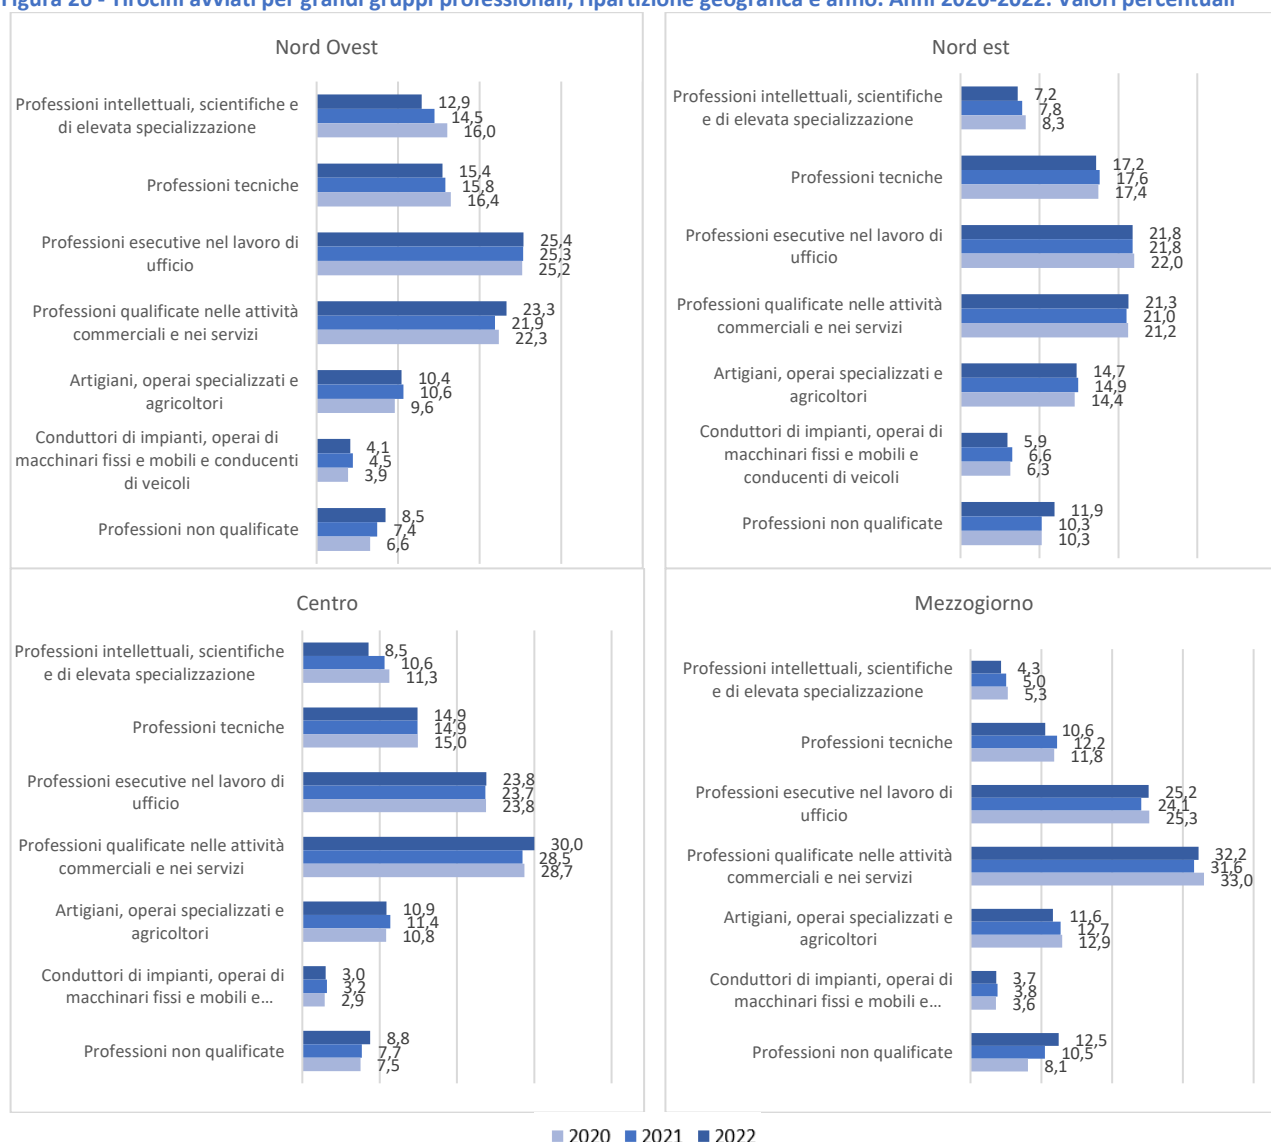 Figura 26 - Tirocini avviati per grandi gruppi professionali, ripartizione geografica e anno. Anni 2020-2022. Valori percentuali
Nord Ovest
Professioni intellettuali, scientifiche e
di elevata specializzazione
12,9
14,5
16,0
Professioni tecniche
15,4
15,8
16,4
Professioni esecutive nel lavoro di
ufficio
25,4
25,3
25,2
Professioni qualificate nelle attività
commerciali e nei servizi
23,3
21,9
22,3
Artigiani, operai specializzati e
agricoltori
10,4
10,6
9,6
Conduttori di impianti, operai di
macchinari fissi e mobili e conducenti
di veicoli
4,1
4,5
3,9
Professioni non qualificate
8,5
7,4
6,6
Nord est
Professioni intellettuali, scientifiche
e di elevata specializzazione
7,2
7,8
8,3
Professioni tecniche
17,2
17,6
17,4
Professioni esecutive nel lavoro di
ufficio
21,8
21,8
22,0
Professioni qualificate nelle attività
commerciali e nei servizi
21,3
21,0
21,2
Artigiani, operai specializzati e
agricoltori
14,7
14,9
14,4
Conduttori di impianti, operai di
macchinari fissi e mobili e
conducenti di veicoli
5,9
6,6
6,3
Professioni non qualificate
11,9
10,3
10,3
Centro
Professioni intellettuali, scientifiche
e di elevata specializzazione
8,5
10,6
11,3
Professioni tecniche
14,9
14,9
15,0
Professioni esecutive nel lavoro di
ufficio
23,8
23,7
23,8
Professioni qualificate nelle attività
commerciali e nei servizi
30,0
28,5
28,7
Artigiani, operai specializzati e
agricoltori
10,9
11,4
10,8
Conduttori di impianti, operai di
macchinari fissi e mobili e...
3,0
3,2
2,9
Professioni non qualificate
8,8
7,7
7,5
Mezzogiorno
Professioni intellettuali, scientifiche
e di elevata specializzazione
4,3
5,0
5,3
Professioni tecniche
10,6
12,2
11,8
Professioni esecutive nel lavoro di
ufficio
25,2
24,1
25,3
Professioni qualificate nelle attività
commerciali e nei servizi
32,2
31,6
33,0
Artigiani, operai specializzati e
agricoltori
11,6
12,7
12,9
Conduttori di impianti, operai di
macchinari fissi e mobili e...
3,7
3,8
3,6
Professioni non qualificate
12,5
10,5
8,1
2020 2021 2022